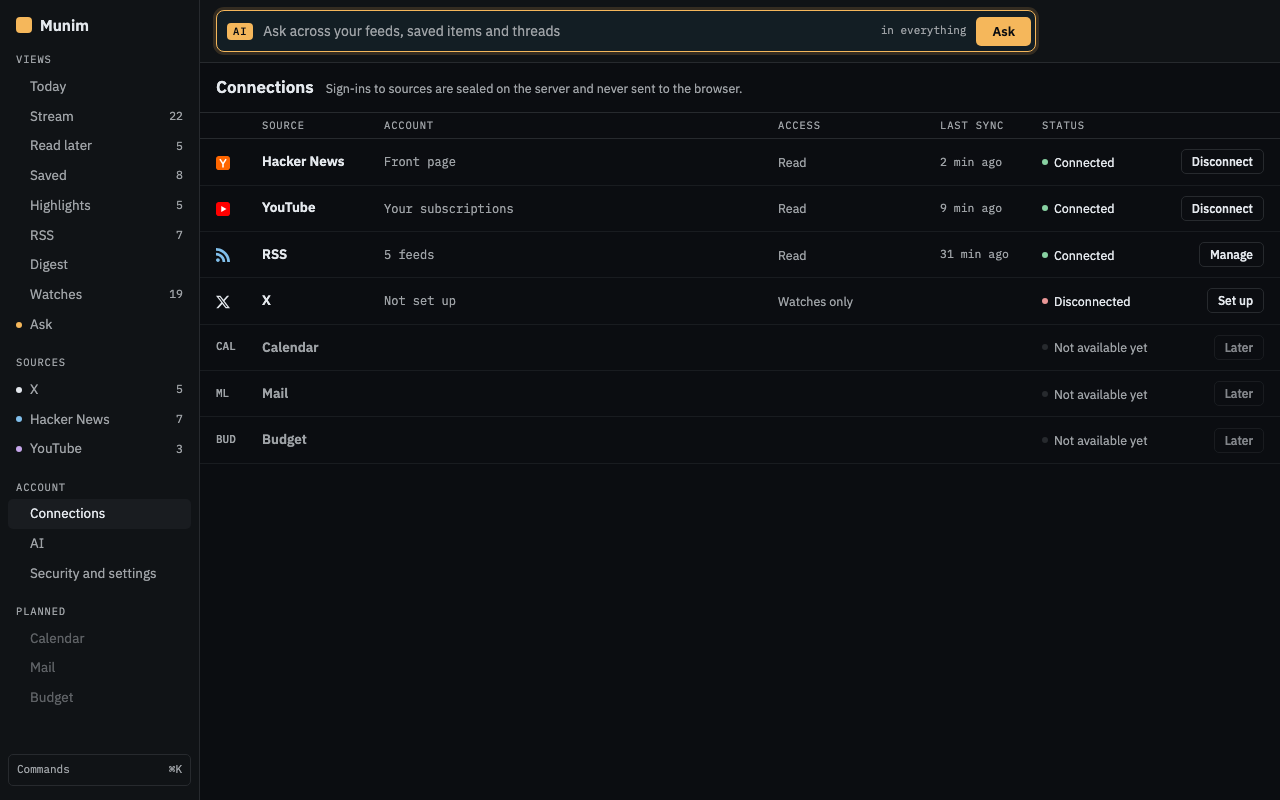 Munim
VIEWS
Today
Stream 22
Read later 5
Saved 8
Highlights 5
RSS 7
Digest
Watches 19
Ask
SOURCES
X 5
Hacker News 7
YouTube 3
ACCOUNT
Connections
AI
Security and settings
PLANNED
Calendar
Mail
Budget
Commands ⌘K
AI Ask across your feeds, saved items and threads in everything Ask
Connections Sign-ins to sources are sealed on the server and never sent to the browser.
SOURCE ACCOUNT ACCESS LAST SYNC STATUS
Y Hacker News Front page Read 2 min ago Connected Disconnect
YouTube Your subscriptions Read 9 min ago Connected Disconnect
RSS 5 feeds Read 31 min ago Connected Manage
X Not set up Watches only Disconnected Set up
CAL Calendar Not available yet Later
ML Mail Not available yet Later
BUD Budget Not available yet Later